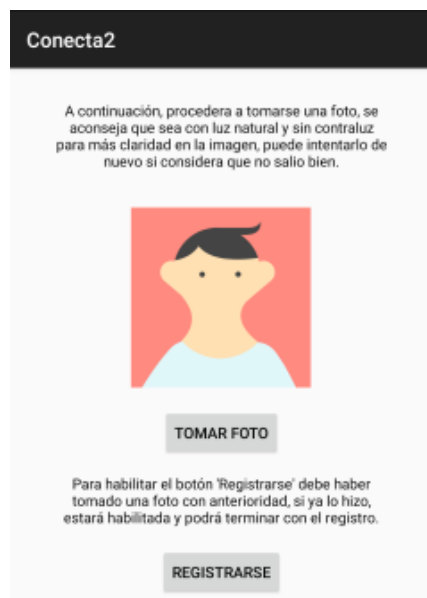 Conecta2
A continuación, procedera a tomarse una foto, se
aconseja que sea con luz natural y sin contraluz
para más claridad en la imagen, puede intentarlo de
nuevo si considera que no salio bien.
TOMAR FOTO
Para habilitar el botón 'Registrarse' debe haber
tomado una foto con anterioridad, si ya lo hizo,
estará habilitada y podrá terminar con el registro.
REGISTRARSE